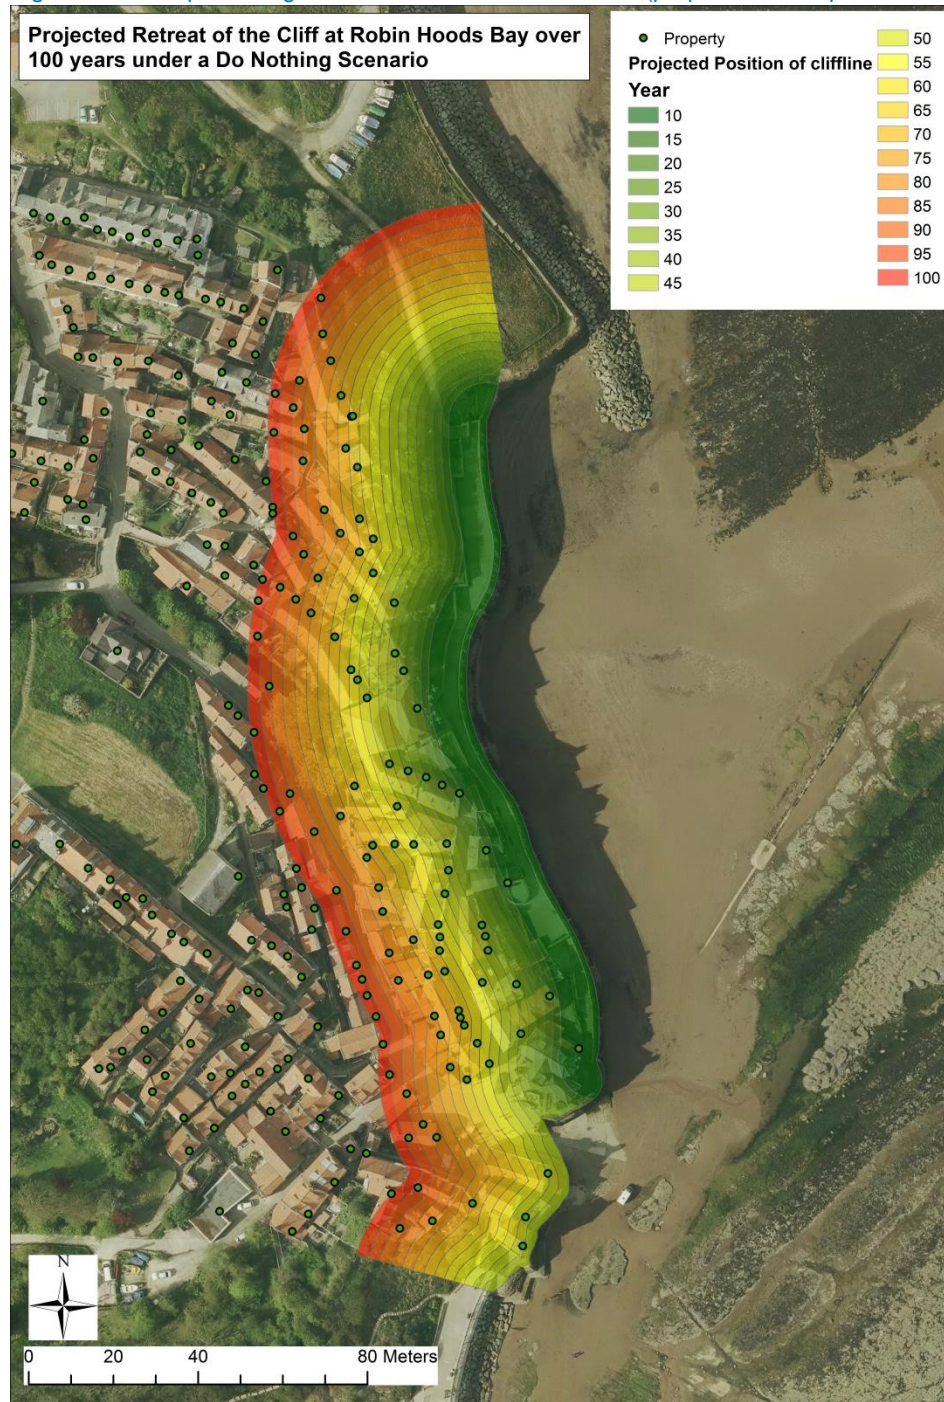 Projected Retreat of the Cliff at Robin Hoods Bay over
100 years under a Do Nothing Scenario
Property
Projected Position of cliffline
Year
10
15
20
25
30
35
40
45
50
55
60
65
70
75
80
85
90
95
100
N
0 20 40 80 Meters